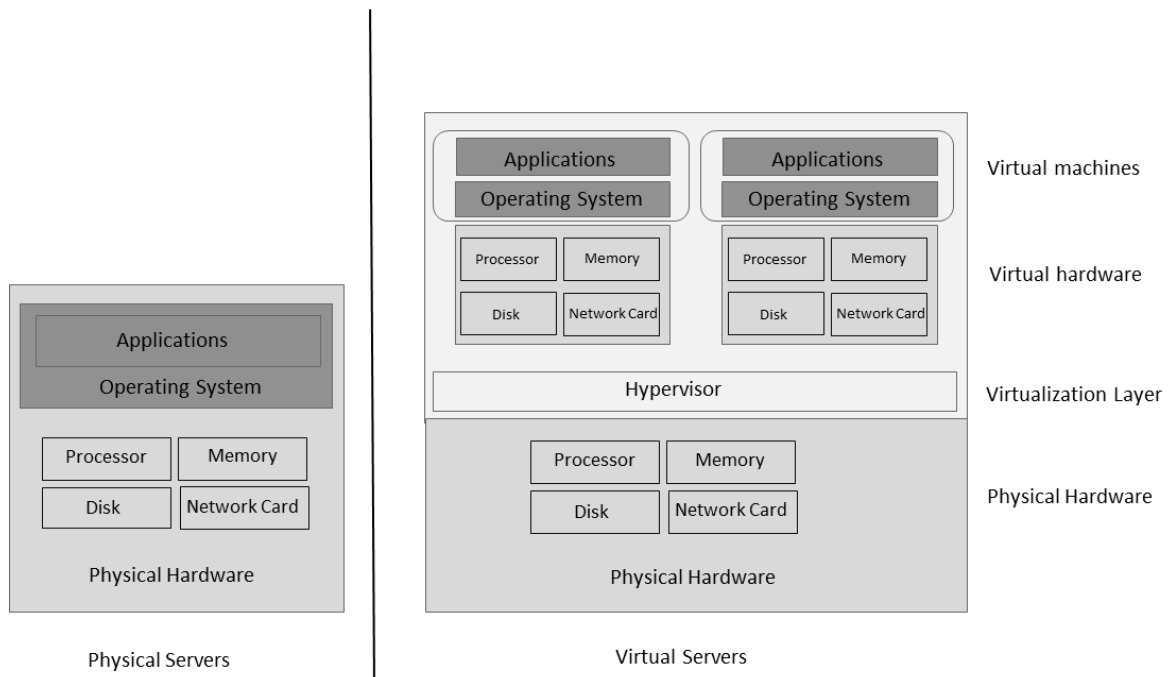 Applications
Operating System
Processor
Memory
Disk
Network Card
Physical Hardware
Physical Servers
Applications
Operating System
Processor
Memory
Disk
Network Card
Applications
Operating System
Processor
Memory
Disk
Network Card
Hypervisor
Processor
Memory
Disk
Network Card
Physical Hardware
Virtual Servers
Virtual machines
Virtual hardware
Virtualization Layer
Physical Hardware